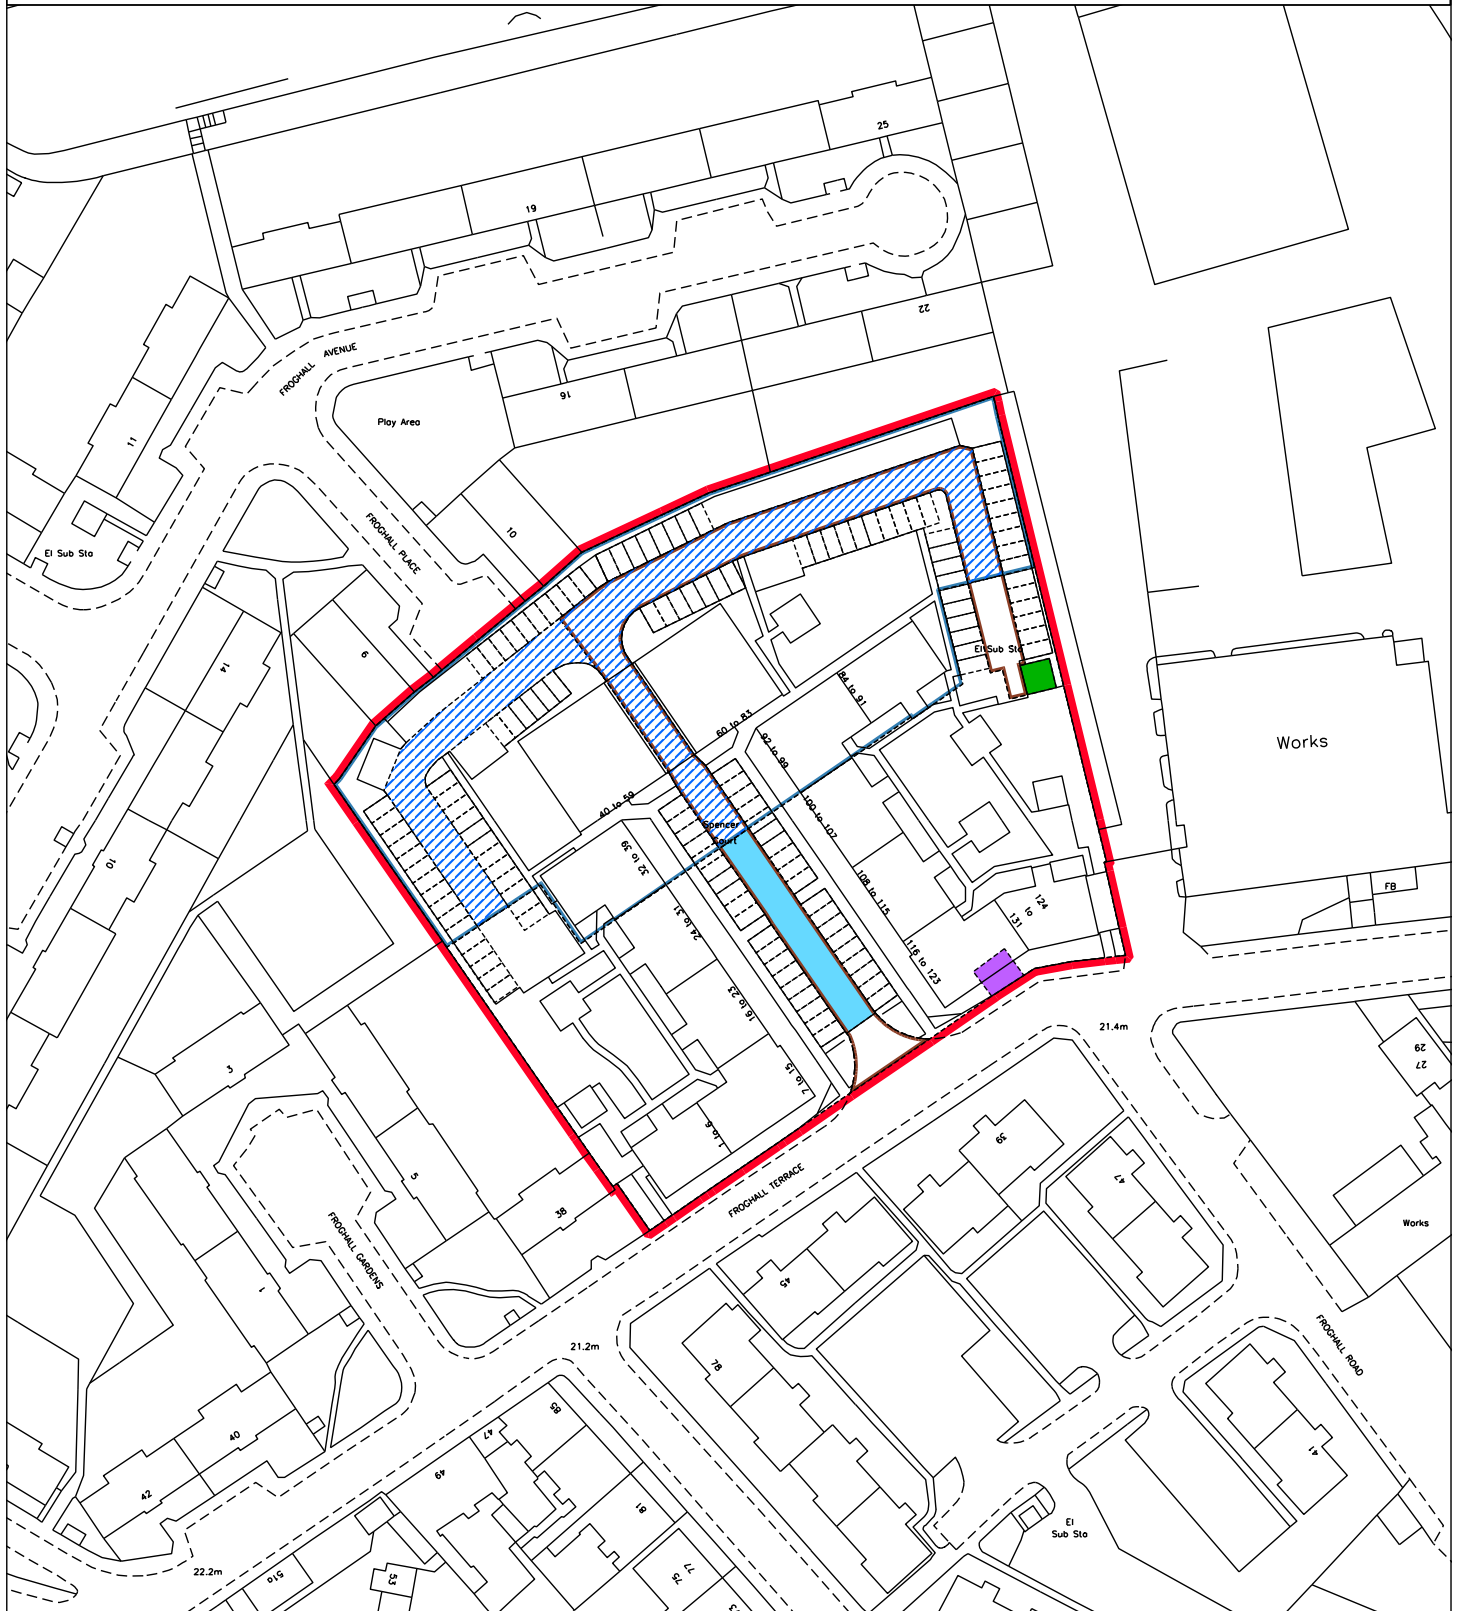 25
19
22
FROGHALL AVENUE
16
Play Area
11
10
FROGHALL PLACE
El Sub Sta
9
14
El Sub Sta
84 to 91
60 to 83
92 to 99
Works
40 to 59
100 to 107
Spencer
Court
32 to 39
10
108 to 115
FB
124
to
131
24 to 31
116 to 123
16 to 23
21.4m
3
29
27
7 to 15
1 to 6
39
5
47
FROGHALL TERRACE
38
Works
FROGHALL GARDENS
45
1
21.2m
78
FROGHALL ROAD
85
40
47
41
49
42
81
El
Sub Sta
22.2m
51a
53
77
75